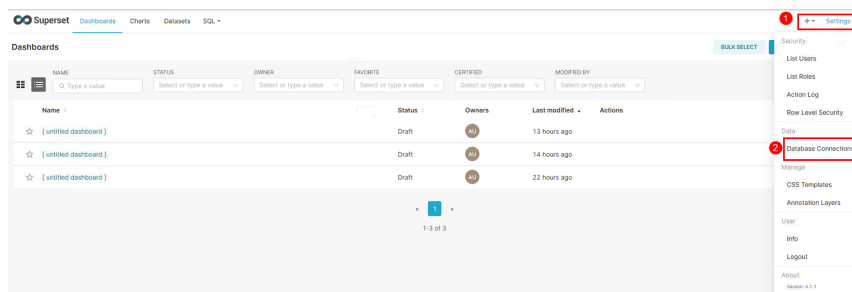 Superset Dashboards Charts Datasets SQL
1 + Settings
Dashboards
BULK SELECT
NAME STATUS OWNER FAVORITE CERTIFIED MODIFIED BY
Type a value Select or type a value Select or type a value Select or type a value Select or type a value Select or type a value
Name Status Owners Last modified Actions
[ untitled dashboard ] Draft AU 13 hours ago
[ untitled dashboard ] Draft AU 14 hours ago
[ untitled dashboard ] Draft AU 22 hours ago
« 1 »
1-3 of 3
Security
List Users
List Roles
Action Log
Row Level Security
Data
2 Database Connections
Manage
CSS Templates
Annotation Layers
User
Info
Logout
About
Version: 4.1.1